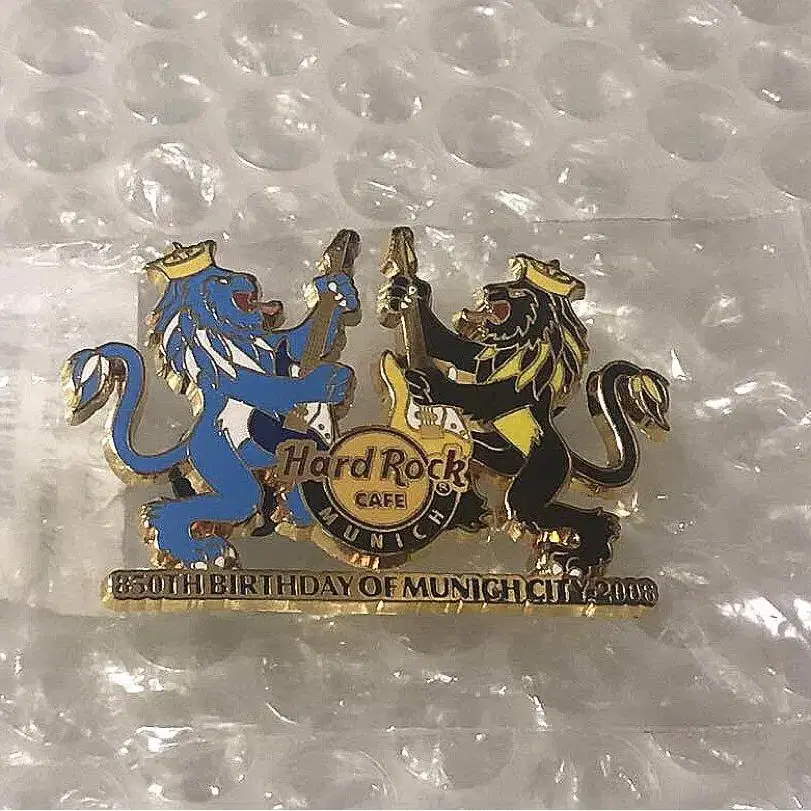 Hard Rock
CAFE
MUNICH
850TH BIRTHDAY OF MUNICH CITY 2008